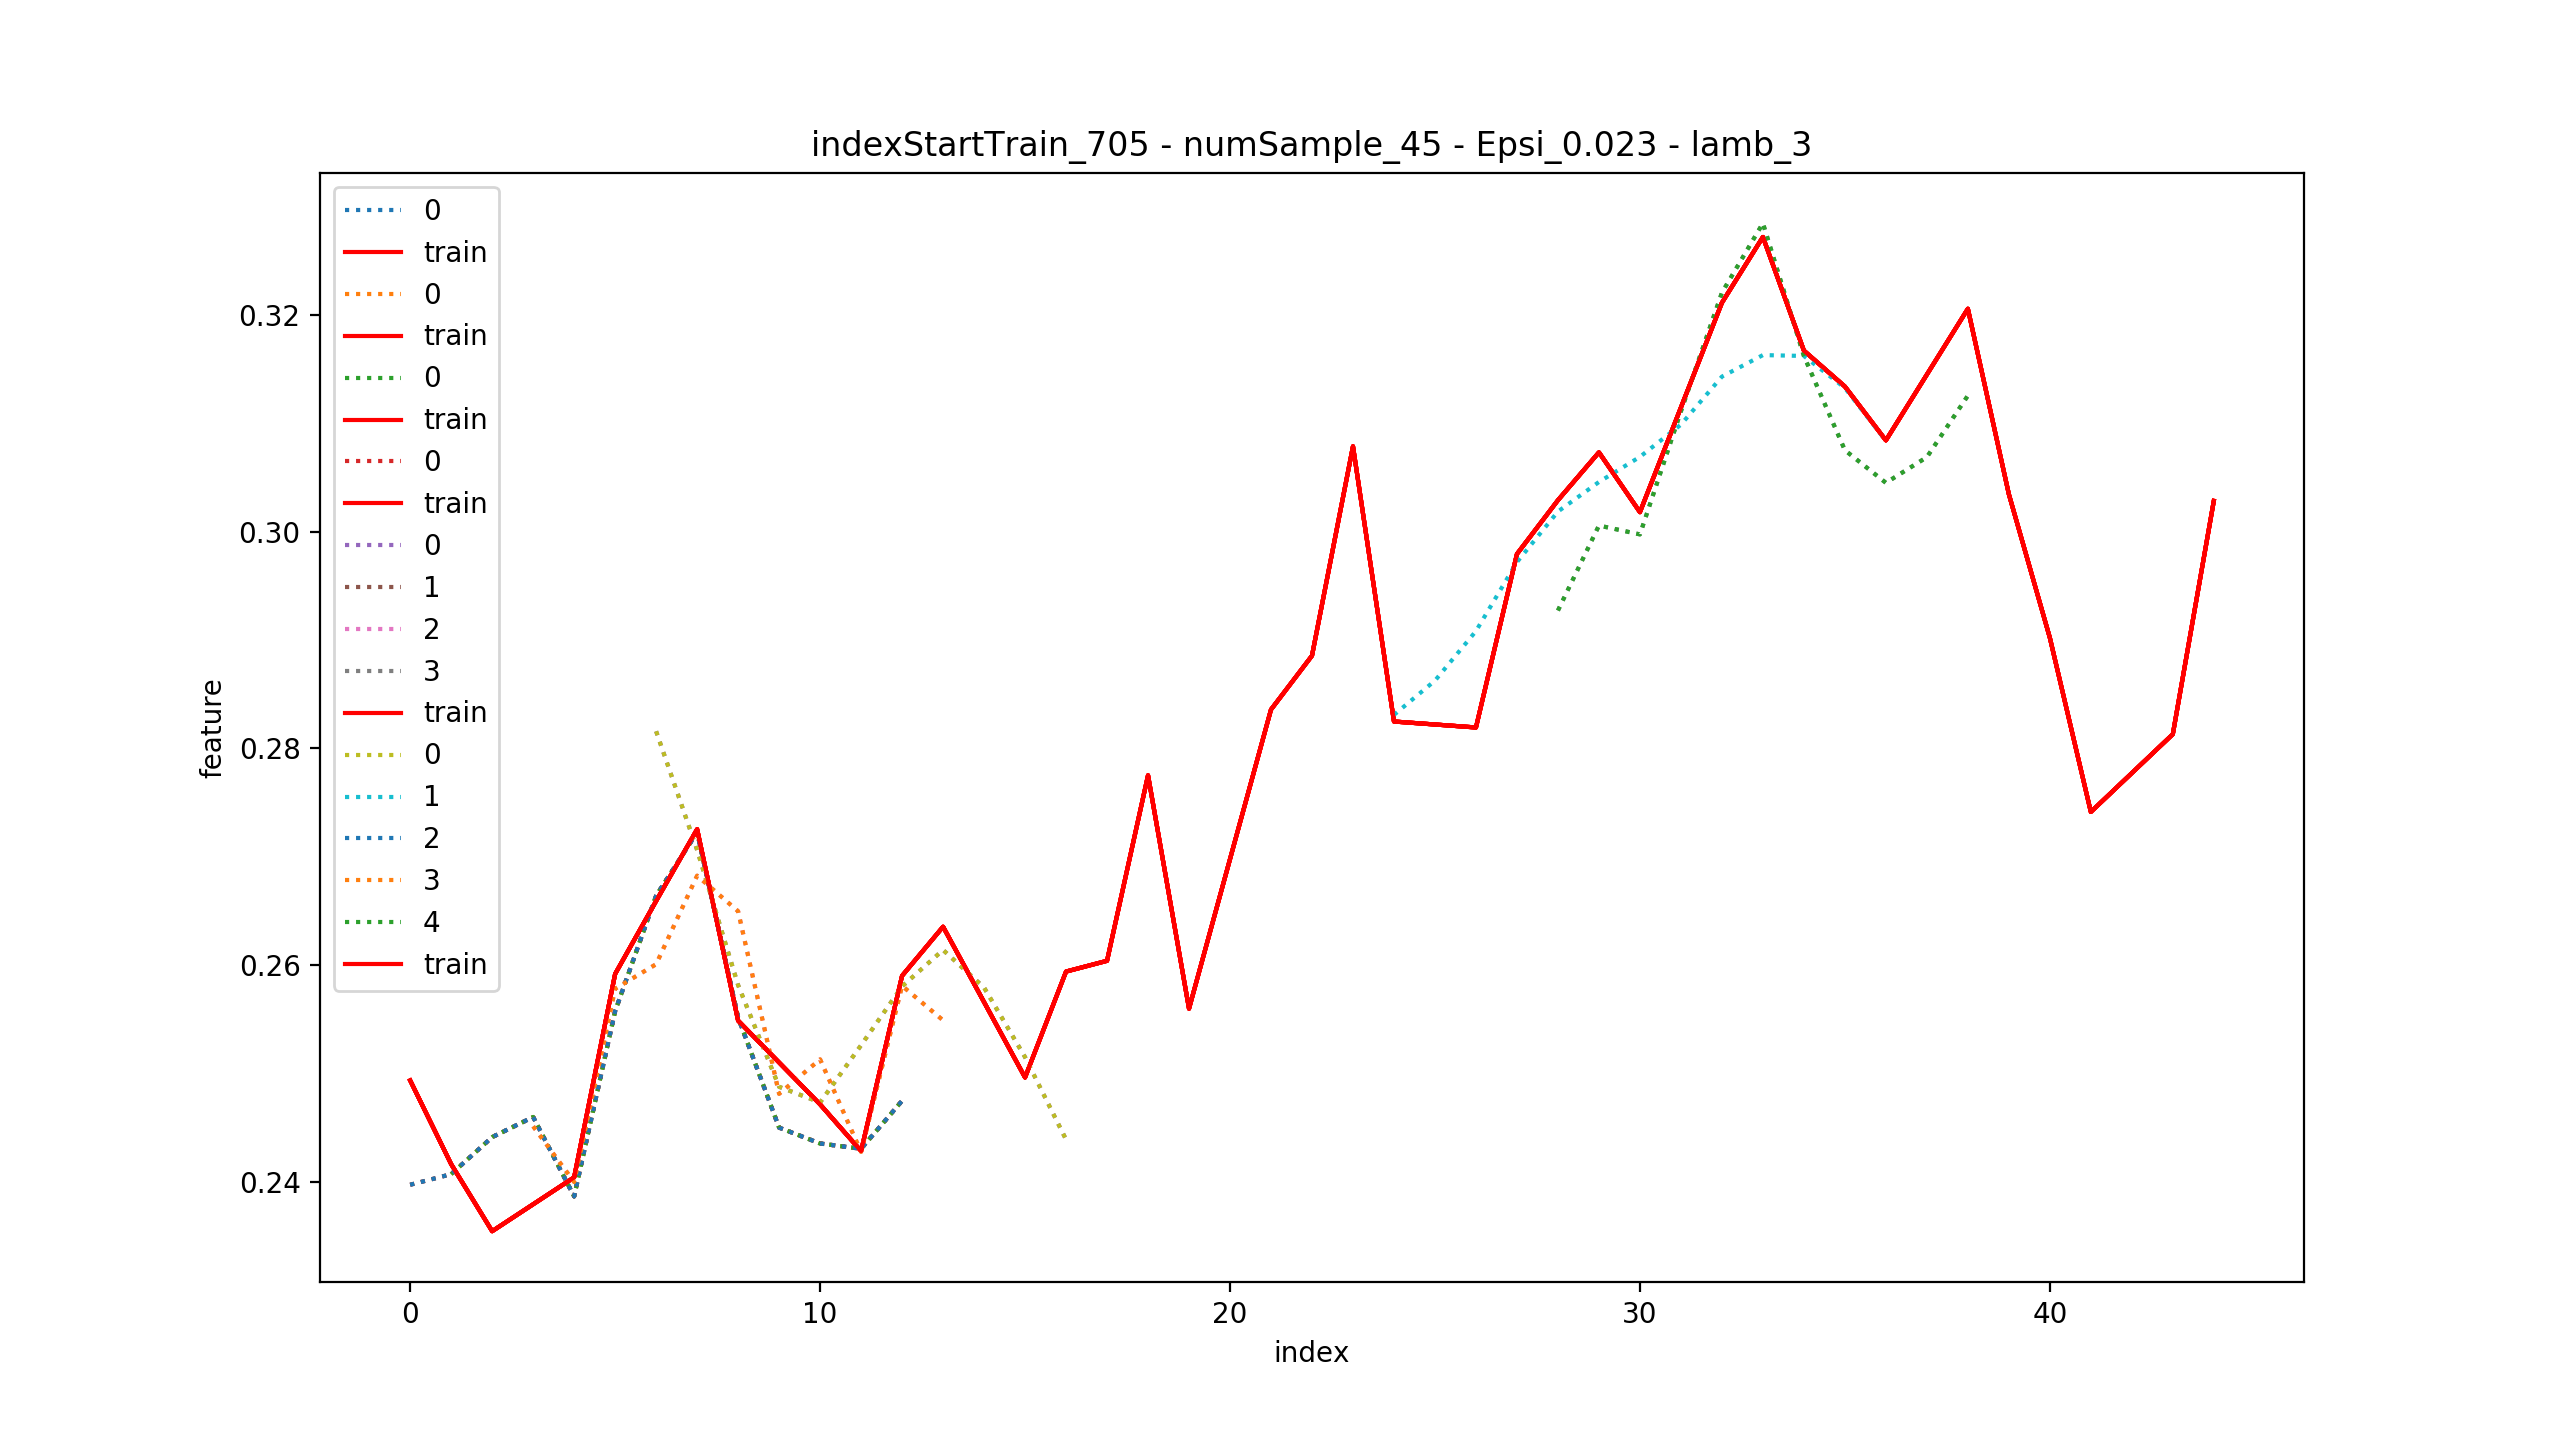 indexStartTrain_705 - numSample_45 - Epsi_0.023 - lamb_3
0
train
0
train
0
train
0
train
0
1
2
3
train
0
1
2
3
4
train
0.32
0.30
0.28
0.26
0.24
feature
0 10 20 30 40
index